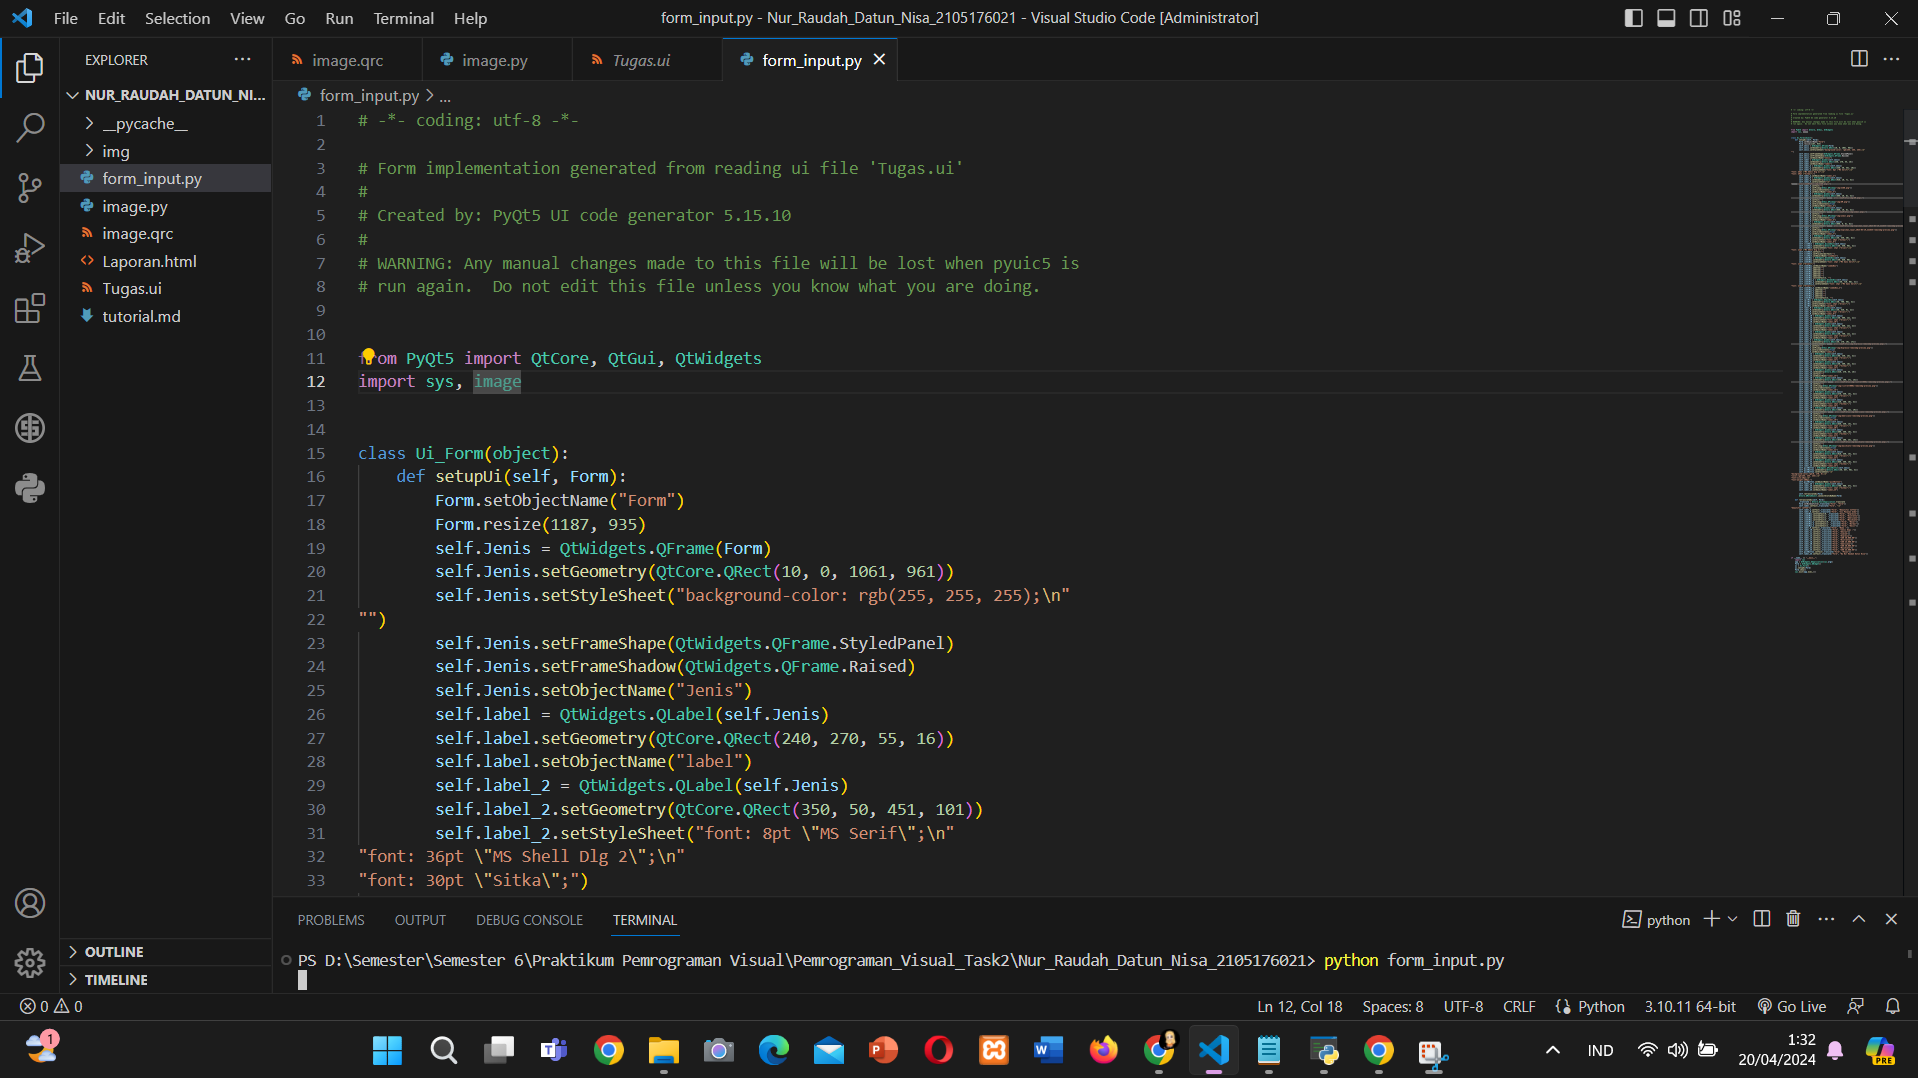 File Edit Selection View Go Run Terminal Help
form_input.py - Nur_Raudah_Datun_Nisa_2105176021 - Visual Studio Code [Administrator]
EXPLORER
image.qrc
image.py
Tugas.ui
form_input.py
NUR_RAUDAH_DATUN_NI...
__pycache__
img
form_input.py
image.py
image.qrc
Laporan.html
Tugas.ui
tutorial.md
OUTLINE
TIMELINE
form_input.py > ...
1 # -*- coding: utf-8 -*-
2
3 # Form implementation generated from reading ui file 'Tugas.ui'
4 #
5 # Created by: PyQt5 UI code generator 5.15.10
6 #
7 # WARNING: Any manual changes made to this file will be lost when pyuic5 is
8 # run again.  Do not edit this file unless you know what you are doing.
9
10
11 from PyQt5 import QtCore, QtGui, QtWidgets
12 import sys, image
13
14
15 class Ui_Form(object):
16     def setupUi(self, Form):
17         Form.setObjectName("Form")
18         Form.resize(1187, 935)
19         self.Jenis = QtWidgets.QFrame(Form)
20         self.Jenis.setGeometry(QtCore.QRect(10, 0, 1061, 961))
21         self.Jenis.setStyleSheet("background-color: rgb(255, 255, 255);\n"
22 "")
23         self.Jenis.setFrameShape(QtWidgets.QFrame.StyledPanel)
24         self.Jenis.setFrameShadow(QtWidgets.QFrame.Raised)
25         self.Jenis.setObjectName("Jenis")
26         self.label = QtWidgets.QLabel(self.Jenis)
27         self.label.setGeometry(QtCore.QRect(240, 270, 55, 16))
28         self.label.setObjectName("label")
29         self.label_2 = QtWidgets.QLabel(self.Jenis)
30         self.label_2.setGeometry(QtCore.QRect(350, 50, 451, 101))
31         self.label_2.setStyleSheet("font: 8pt \"MS Serif\";\n"
32 "font: 36pt \"MS Shell Dlg 2\";\n"
33 "font: 30pt \"Sitka\";")
PROBLEMS OUTPUT DEBUG CONSOLE TERMINAL
python
PS D:\Semester\Semester 6\Praktikum Pemrograman Visual\Pemrograman_Visual_Task2\Nur_Raudah_Datun_Nisa_2105176021> python form_input.py
0 0
Ln 12, Col 18 Spaces: 8 UTF-8 CRLF Python 3.10.11 64-bit Go Live
1
IND
1:32
20/04/2024
PRE